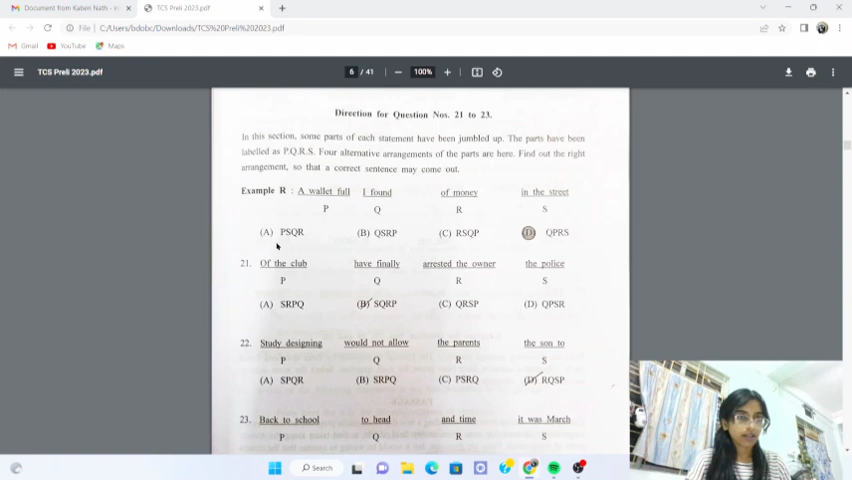 Document from Kaben Nath - in
TCS Preli 2023.pdf
File | C:/Users/bdobc/Downloads/TCS%20Preli%202023.pdf
Gmail YouTube Maps
TCS Preli 2023.pdf
6 / 41
100%
Direction for Question Nos. 21 to 23.
In this section, some parts of each statement have been jumbled up. The parts have been
labelled as P.Q.R.S. Four alternative arrangements of the parts are here. Find out the right
arrangement, so that a correct sentence may come out.
Example R : A wallet full I found of money in the street
P Q R S
(A) PSQR (B) QSRP (C) RSQP (D) QPRS
21. Of the club have finally arrested the owner the police
P Q R S
(A) SRPQ (B) SQRP (C) QRSP (D) QPSR
22. Study designing would not allow the parents the son to
P Q R S
(A) SPQR (B) SRPQ (C) PSRQ (D) RQSP
23. Back to school to head and time it was March
P Q R S
Search